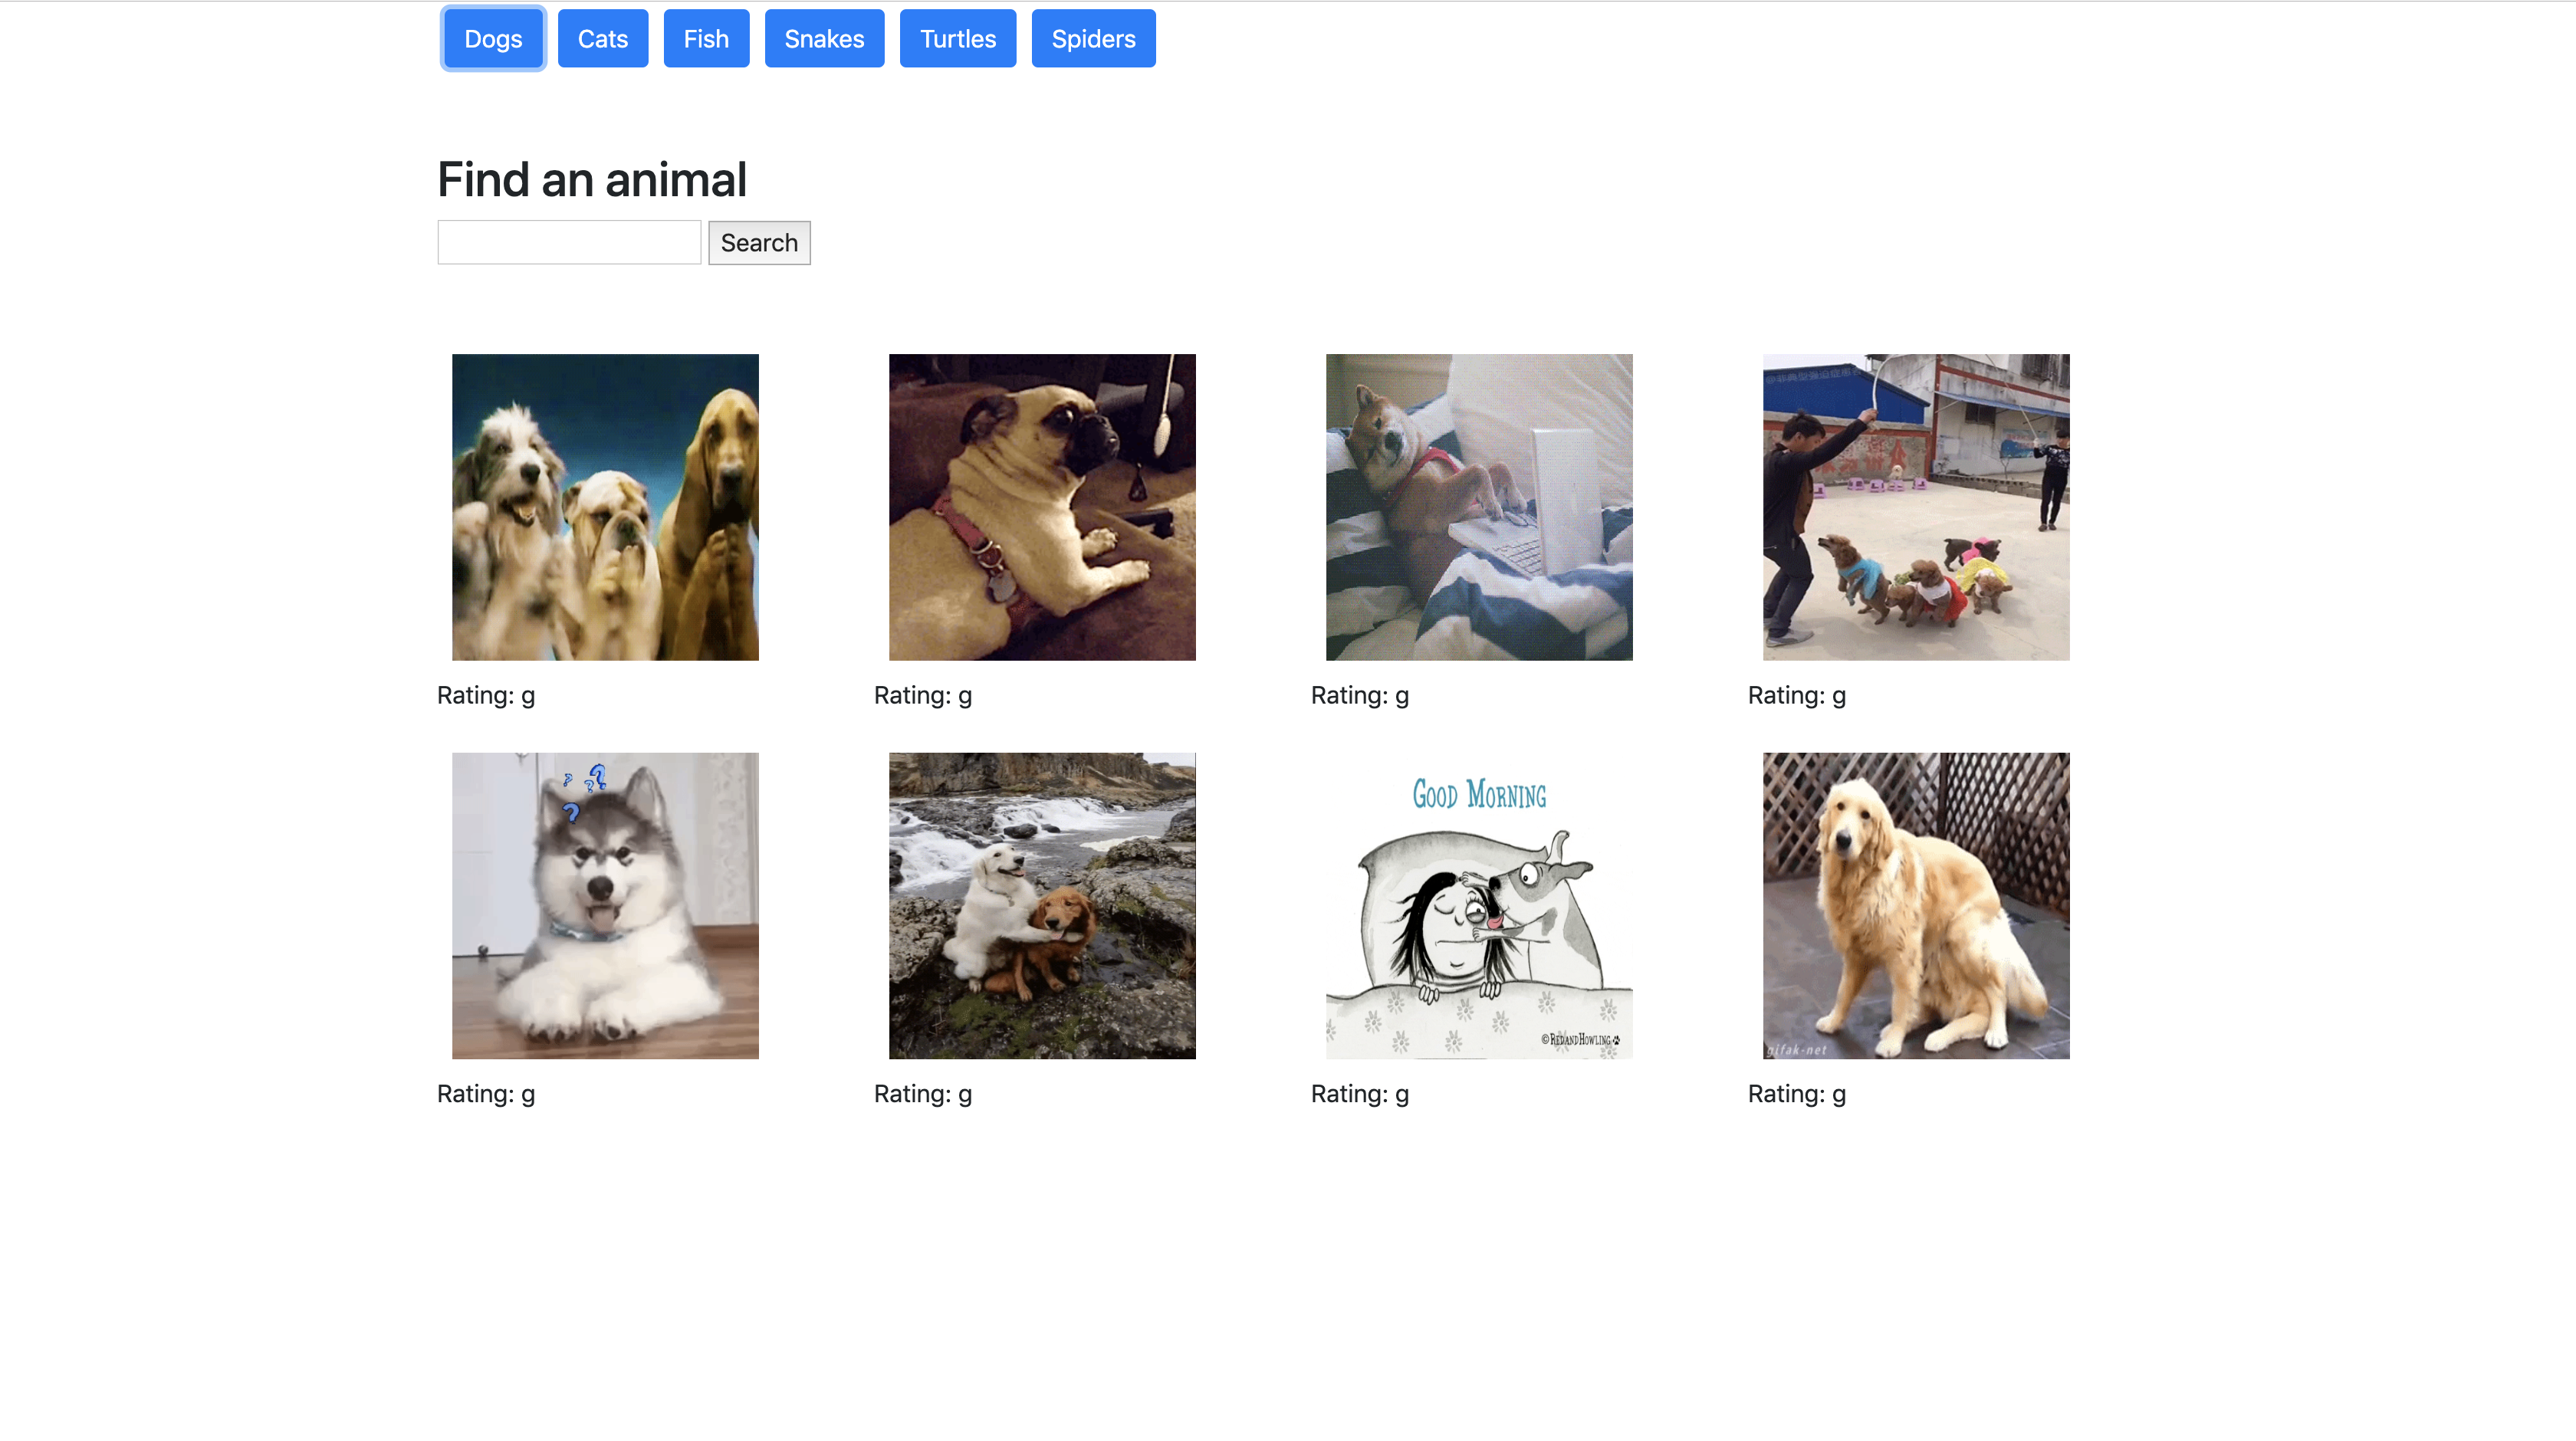 Dogs Cats Fish Snakes Turtles Spiders
Find an animal
Search
Rating: g Rating: g Rating: g Rating: g
? ? ? ?
GOOD MORNING
©REDANDHOWLING
gifak-net
Rating: g Rating: g Rating: g Rating: g